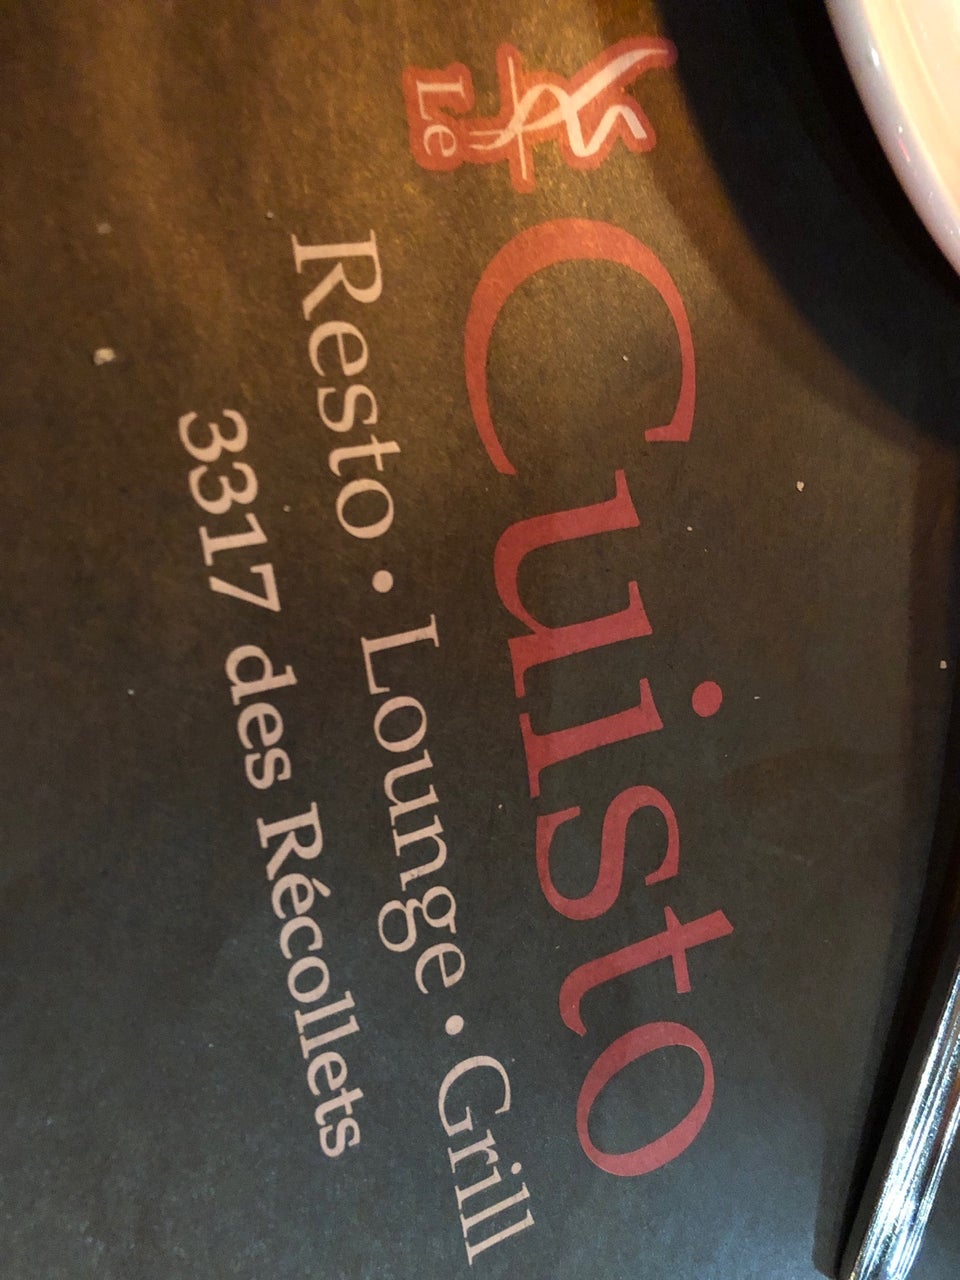 Le Cuisto
Resto • Lounge • Grill
3317 des Récollets